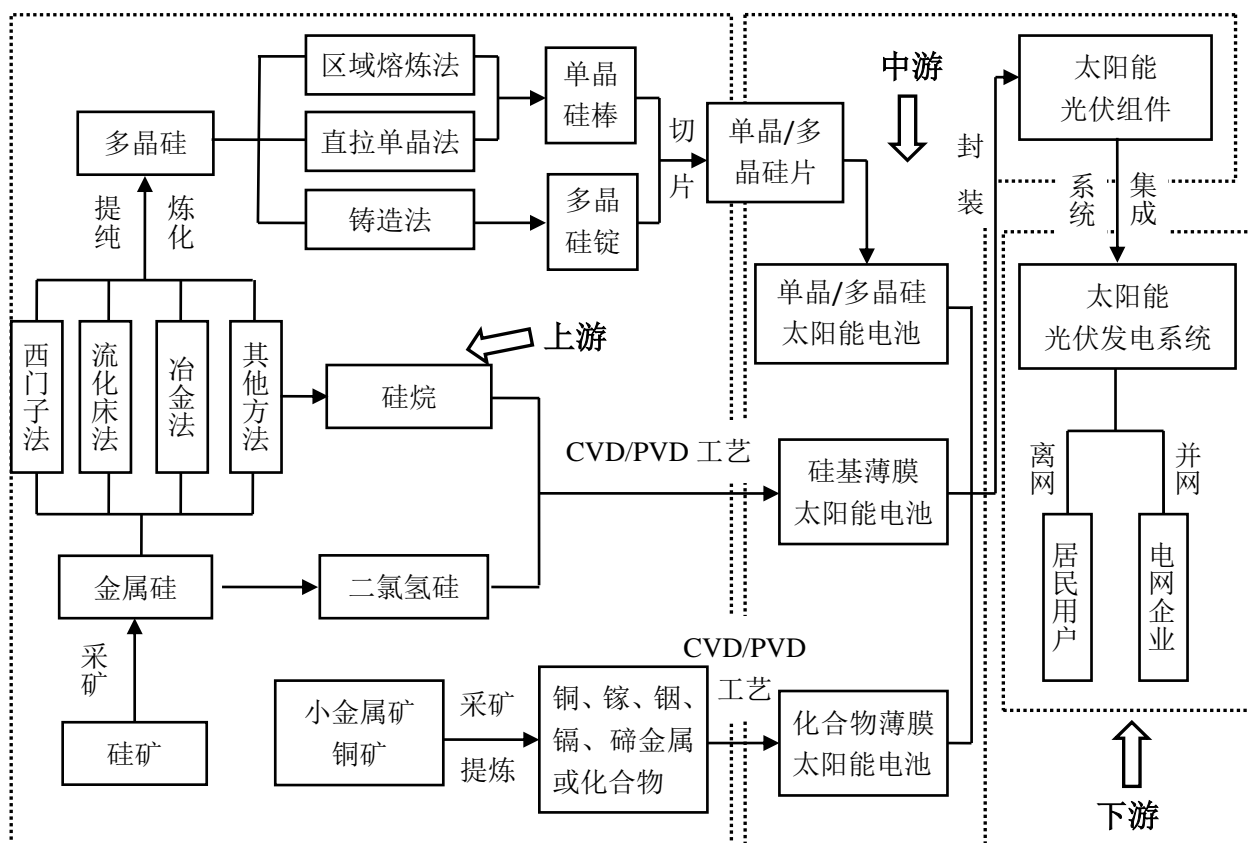 区域熔炼法
直拉单晶法
铸造法
多晶硅
提纯
炼化
单晶
硅棒
多晶
硅锭
切
片
单晶/多
晶硅片
中游
封
装
太阳能
光伏组件
系统
集成
单晶/多晶硅
太阳能电池
太阳能
光伏发电系统
西门子法
流化床法
冶金法
其他方法
上游
硅烷
CVD/PVD 工艺
硅基薄膜
太阳能电池
离网
并网
居民用户
电网企业
金属硅
二氯氢硅
采矿
硅矿
小金属矿
铜矿
采矿
提炼
铜、镓、铟、
镉、碲金属
或化合物
CVD/PVD
工艺
化合物薄膜
太阳能电池
下游